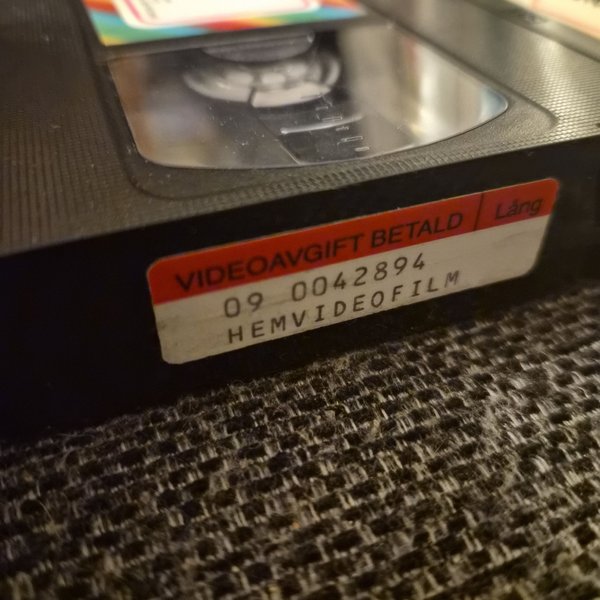 VIDEOAVGIFT BETALD | Lång
09 0042894
HEMVIDEOFILM